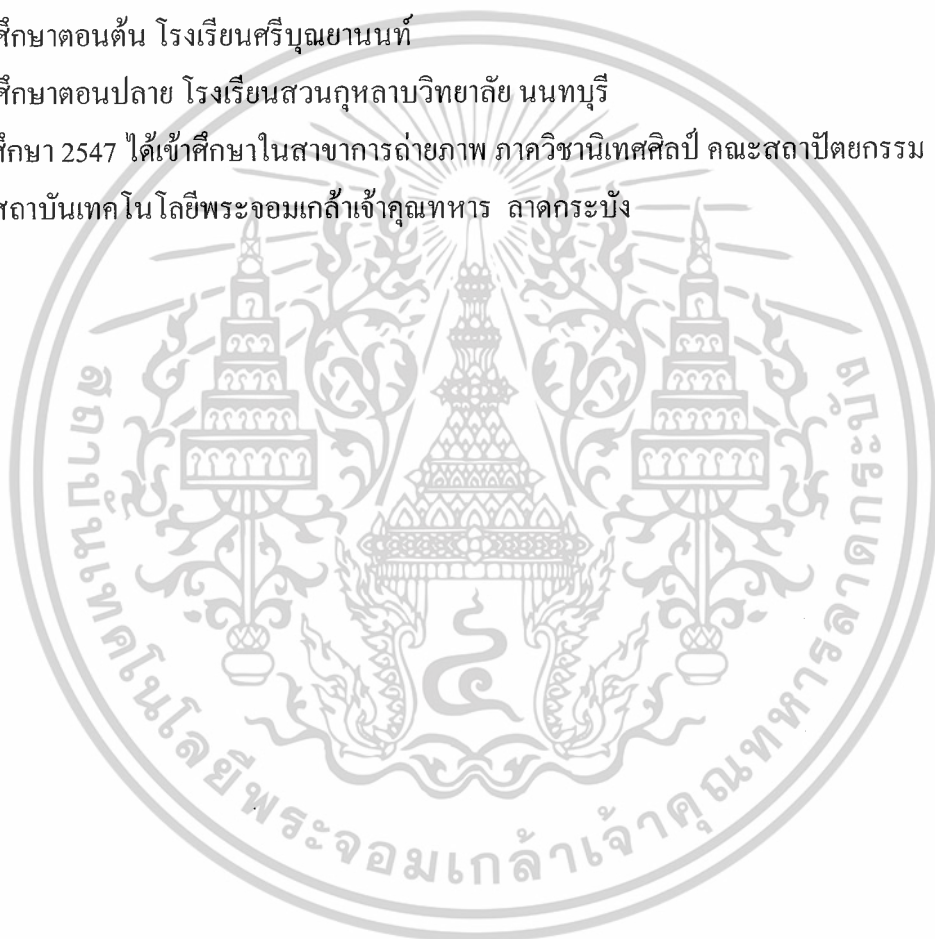 ศึกษาตอนต้น โรงเรียนศรีบุณยานนท์
ศึกษาตอนปลาย โรงเรียนสวนกุหลาบวิทยาลัย นนทบุรี
ศึกษา 2547 ได้เข้าศึกษาในสาขาการถ่ายภาพ ภาควิชานิเทศศิลป์ คณะสถาปัตยกรรม
สถาบันเทคโนโลยีพระจอมเกล้าเจ้าคุณทหาร ลาดกระบัง
๔
สถาบันเทคโนโลยีพระจอมเกล้าเจ้าคุณทหารลาดกระบัง